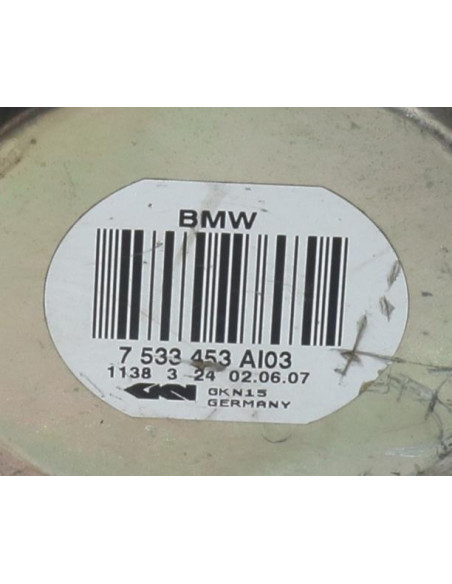 BMW
7 533 453 AI03
1138 3 24 02.06.07
GKN GKN15
GERMANY